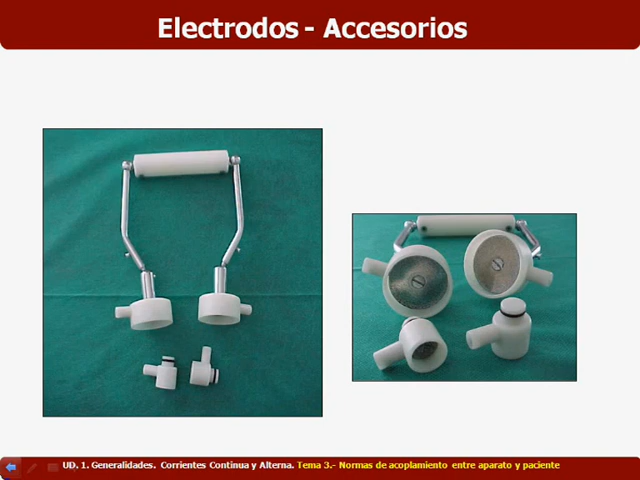 Electrodos - Accesorios
UD. 1. Generalidades. Corrientes Continua y Alterna. Tema 3.- Normas de acoplamiento entre aparato y paciente